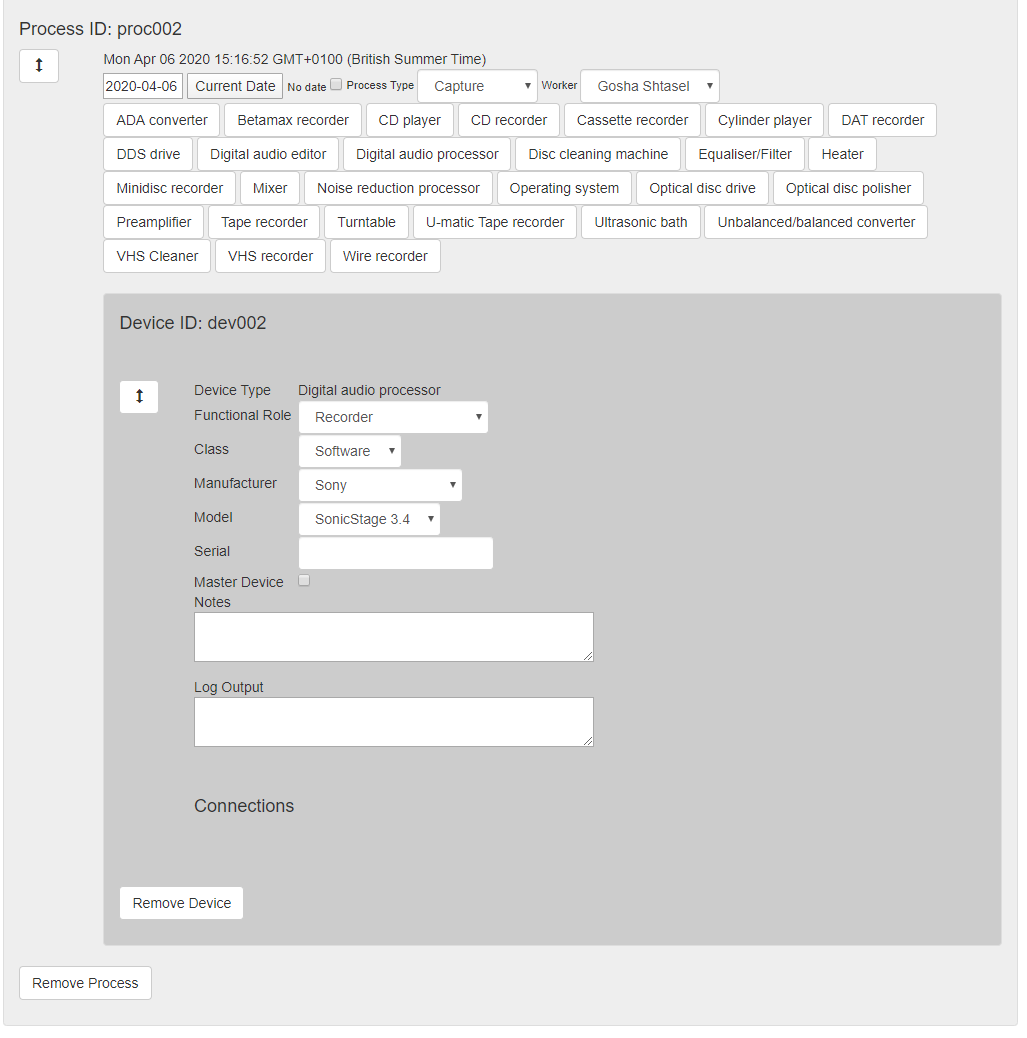 Process ID: proc002
Mon Apr 06 2020 15:16:52 GMT+0100 (British Summer Time)
2020-04-06 Current Date No date Process Type Capture Worker Gosha Shtasel
ADA converter Betamax recorder CD player CD recorder Cassette recorder Cylinder player DAT recorder
DDS drive Digital audio editor Digital audio processor Disc cleaning machine Equaliser/Filter Heater
Minidisc recorder Mixer Noise reduction processor Operating system Optical disc drive Optical disc polisher
Preamplifier Tape recorder Turntable U-matic Tape recorder Ultrasonic bath Unbalanced/balanced converter
VHS Cleaner VHS recorder Wire recorder
Device ID: dev002
Device Type Digital audio processor
Functional Role Recorder
Class Software
Manufacturer Sony
Model SonicStage 3.4
Serial
Master Device
Notes
Log Output
Connections
Remove Device
Remove Process